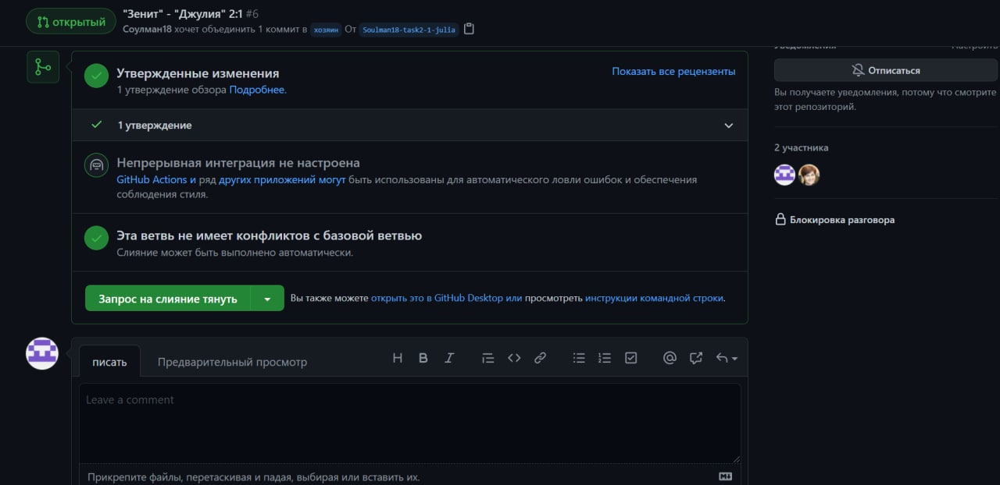 открытый
"Зенит" - "Джулия" 2:1 #6
Соулман18 хочет объединить 1 коммит в хозяин От Soulman18-task2-1-julia
Утвержденные изменения
1 утверждение обзора Подробнее.
Показать все рецензенты
1 утверждение
Непрерывная интеграция не настроена
GitHub Actions и ряд других приложений могут быть использованы для автоматического ловли ошибок и обеспечения
соблюдения стиля.
Эта ветвь не имеет конфликтов с базовой ветвью
Слияние может быть выполнено автоматически.
Запрос на слияние тянуть
Вы также можете открыть это в GitHub Desktop или просмотреть инструкции командной строки.
писать
Предварительный просмотр
H B I
@
Leave a comment
Прикрепите файлы, перетаскивая и падая, выбирая или вставить их.
Уведомления
Настроить
Отписаться
Вы получаете уведомления, потому что смотрите
этот репозиторий.
2 участника
Блокировка разговора